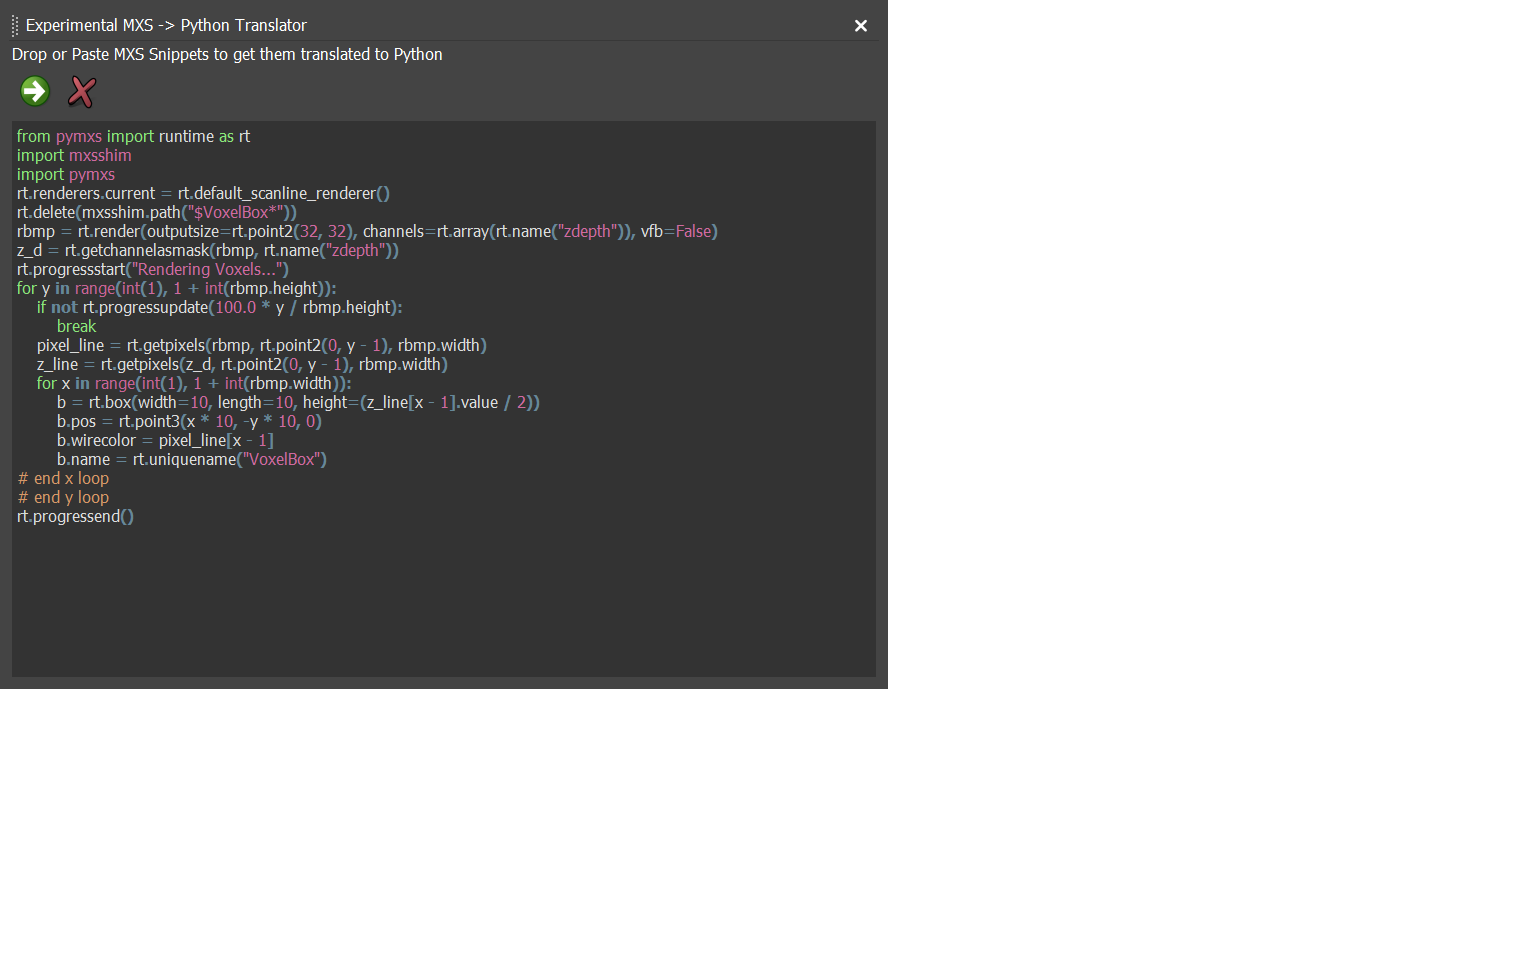 Experimental MXS -> Python Translator
Drop or Paste MXS Snippets to get them translated to Python
from pymxs import runtime as rt
import mxsshim
import pymxs
rt.renderers.current = rt.default_scanline_renderer()
rt.delete(mxsshim.path("$VoxelBox*"))
rbmp = rt.render(outputsize=rt.point2(32, 32), channels=rt.array(rt.name("zdepth")), vfb=False)
z_d = rt.getchannelasmask(rbmp, rt.name("zdepth"))
rt.progressstart("Rendering Voxels...")
for y in range(int(1), 1 + int(rbmp.height)):
    if not rt.progressupdate(100.0 * y / rbmp.height):
        break
    pixel_line = rt.getpixels(rbmp, rt.point2(0, y - 1), rbmp.width)
    z_line = rt.getpixels(z_d, rt.point2(0, y - 1), rbmp.width)
    for x in range(int(1), 1 + int(rbmp.width)):
        b = rt.box(width=10, length=10, height=(z_line[x - 1].value / 2))
        b.pos = rt.point3(x * 10, -y * 10, 0)
        b.wirecolor = pixel_line[x - 1]
        b.name = rt.uniquename("VoxelBox")
# end x loop
# end y loop
rt.progressend()